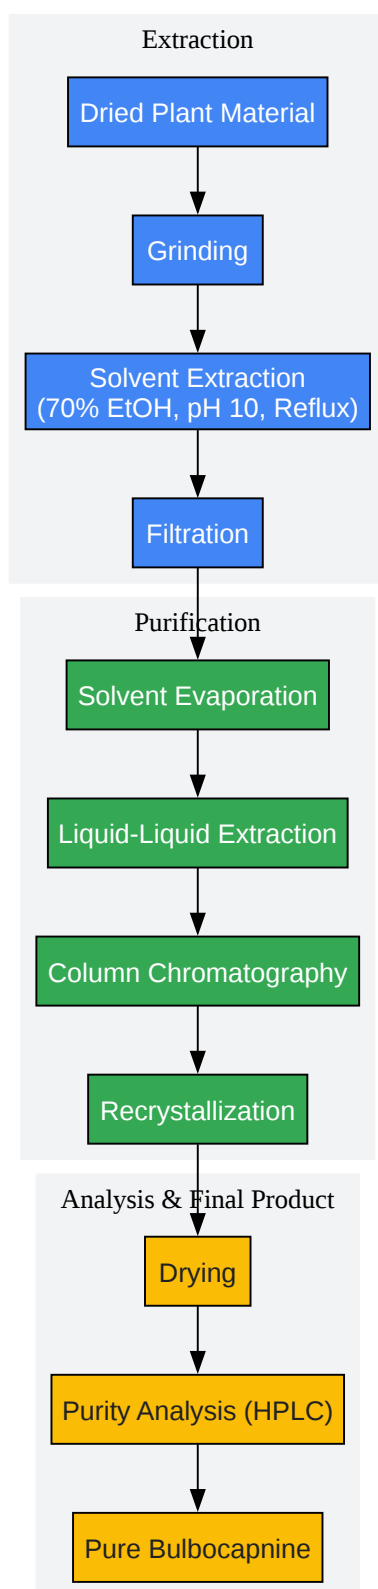 Extraction
Dried Plant Material
Grinding
Solvent Extraction
(70% EtOH, pH 10, Reflux)
Filtration
Purification
Solvent Evaporation
Liquid-Liquid Extraction
Column Chromatography
Recrystallization
Analysis & Final Product
Drying
Purity Analysis (HPLC)
Pure Bulbocapnine